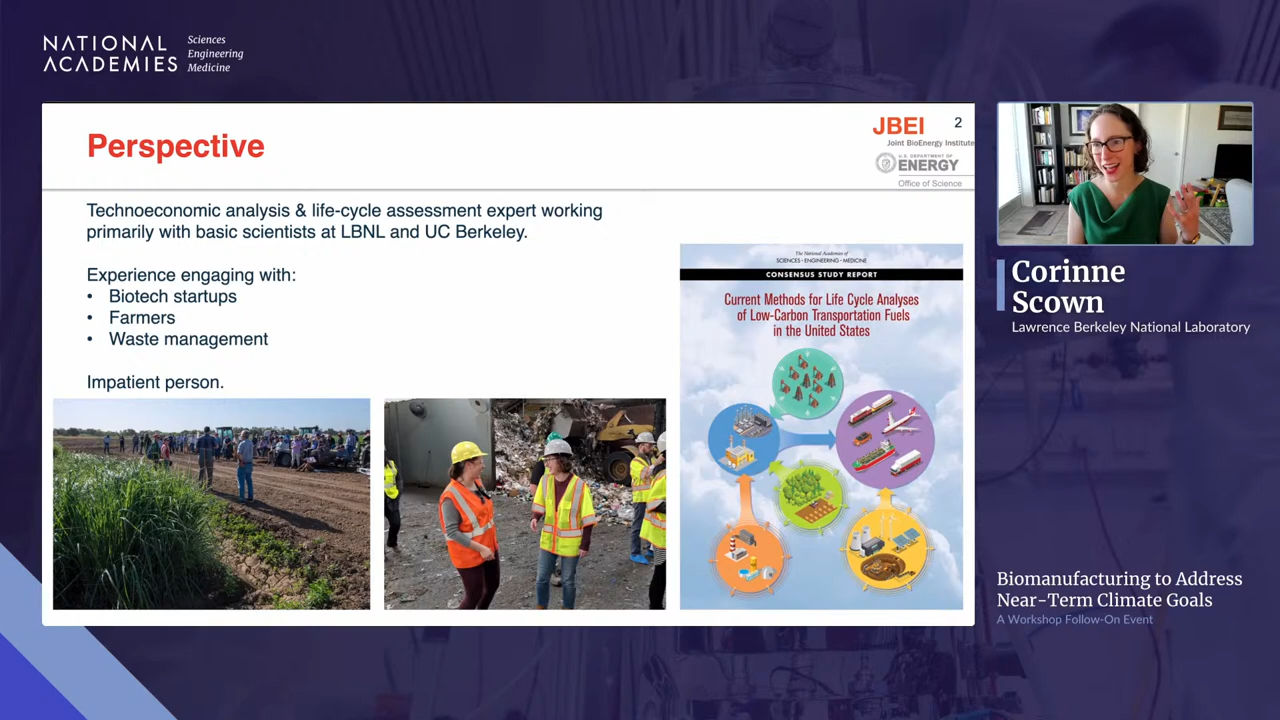 NATIONAL
ACADEMIES
Sciences
Engineering
Medicine
Perspective
JBEI
2
Joint BioEnergy Institute
U.S. DEPARTMENT OF
ENERGY
Office of Science
Technoeconomic analysis & life-cycle assessment expert working
primarily with basic scientists at LBNL and UC Berkeley.
Experience engaging with:
• Biotech startups
• Farmers
• Waste management
Impatient person.
The National Academies of
SCIENCES • ENGINEERING • MEDICINE
CONSENSUS STUDY REPORT
Current Methods for Life Cycle Analyses
of Low-Carbon Transportation Fuels
in the United States
Corinne
Scown
Lawrence Berkeley National Laboratory
Biomanufacturing to Address
Near-Term Climate Goals
A Workshop Follow-On Event